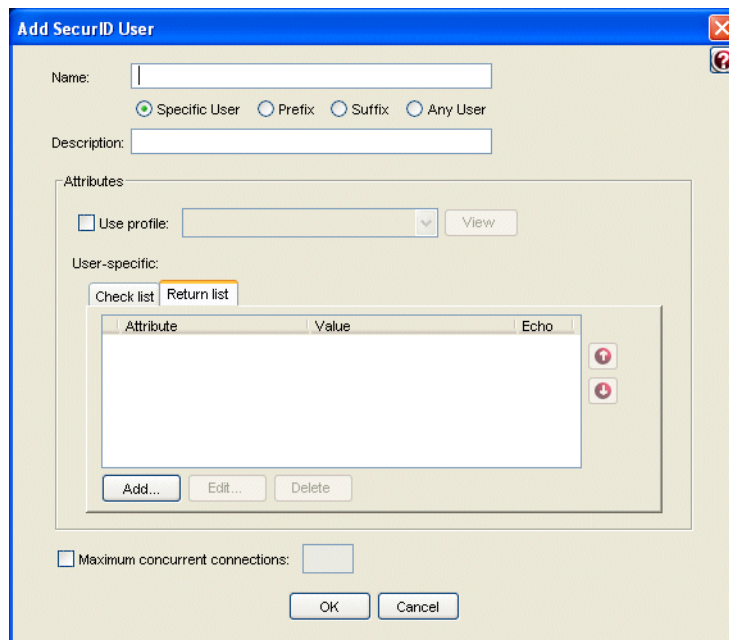 Add SecurID User
Name:
Specific User Prefix Suffix Any User
Description:
Attributes
Use profile: View
User-specific:
Check list Return list
Attribute Value Echo
Add... Edit... Delete
Maximum concurrent connections:
OK Cancel